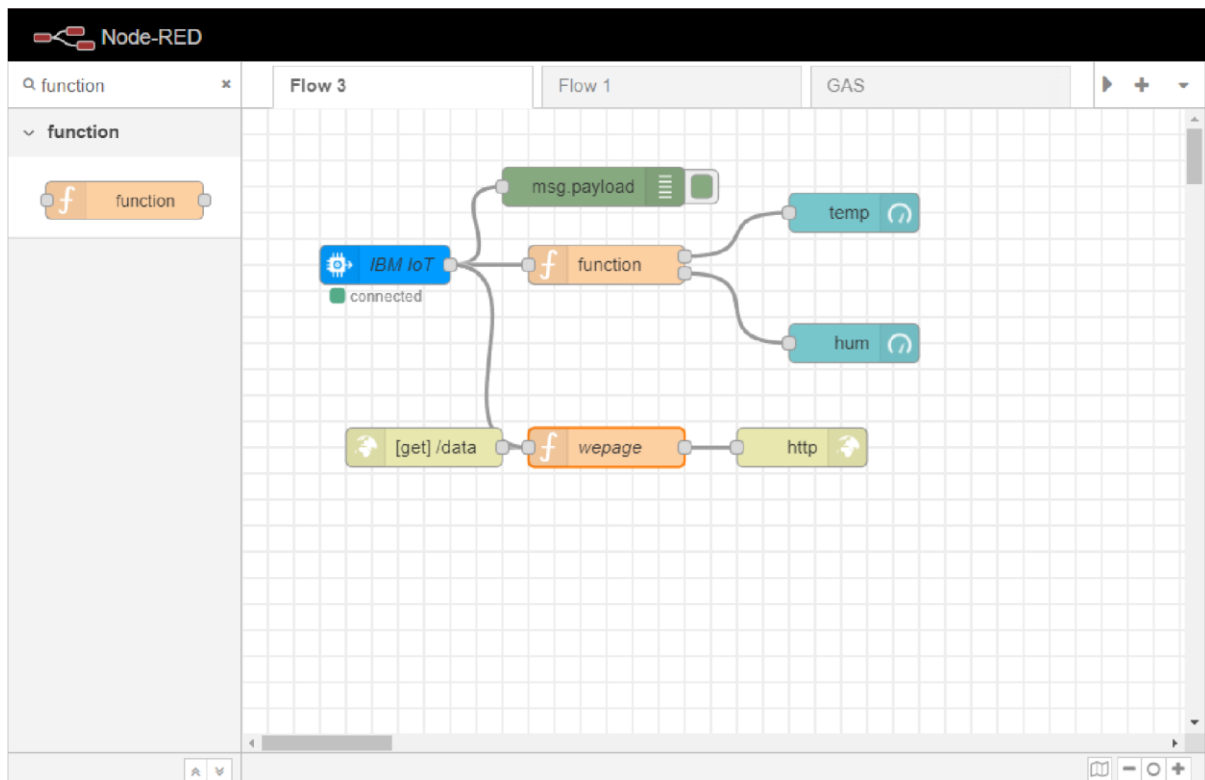 Node-RED
function
Flow 3
Flow 1
GAS
function
function
msg.payload
temp
IBM IoT
function
connected
hum
[get] /data
wepage
http